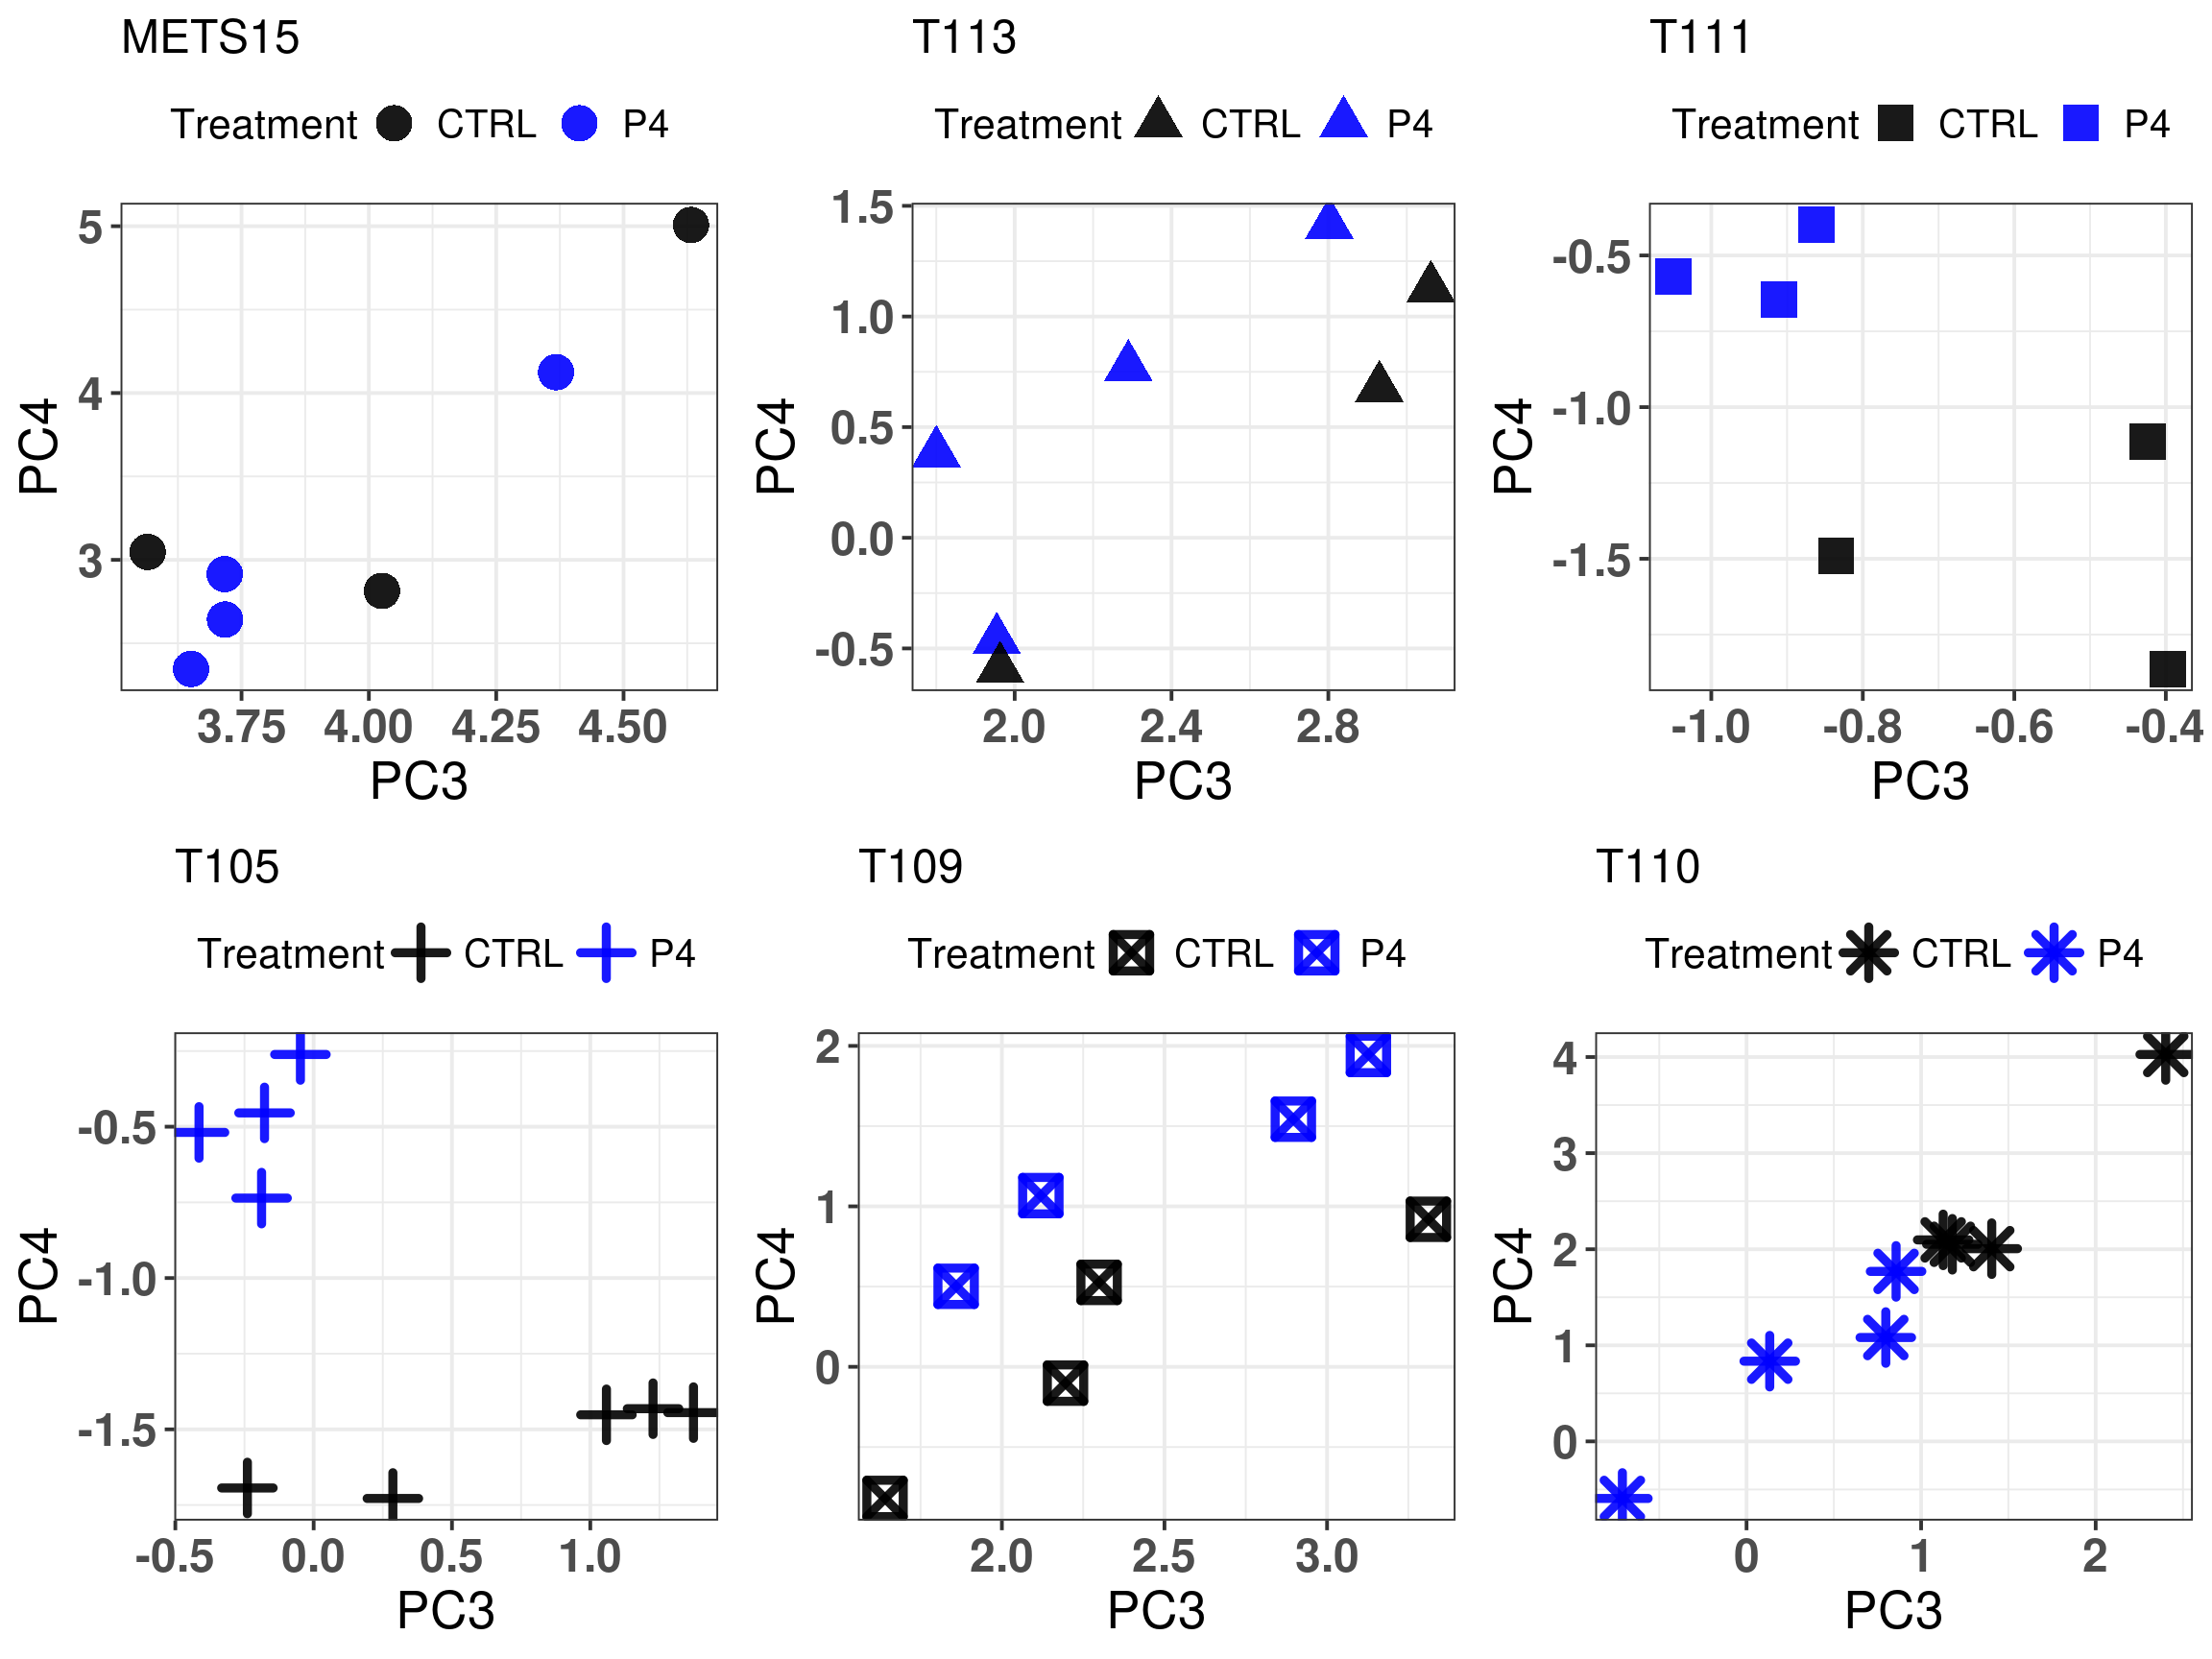 METS15
Treatment CTRL P4
5
4
3
PC4
3.75 4.00 4.25 4.50
PC3
T113
Treatment CTRL P4
1.5
1.0
0.5
0.0
-0.5
PC4
2.0 2.4 2.8
PC3
T111
Treatment CTRL P4
-0.5
-1.0
-1.5
PC4
-1.0 -0.8 -0.6 -0.4
PC3
T105
Treatment CTRL P4
-0.5
-1.0
-1.5
PC4
-0.5 0.0 0.5 1.0
PC3
T109
Treatment CTRL P4
2
1
0
PC4
2.0 2.5 3.0
PC3
T110
Treatment CTRL P4
4
3
2
1
0
PC4
0 1 2
PC3